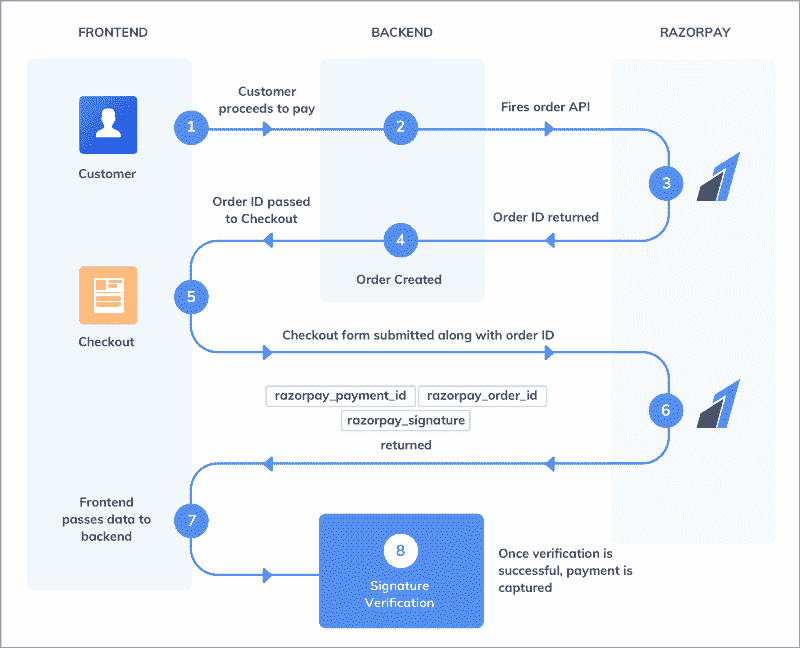 FRONTEND
BACKEND
RAZORPAY
Customer
proceeds to pay
Fires order API
1
2
3
Customer
Order ID passed
to Checkout
Order ID returned
4
Order Created
5
Checkout
Checkout form submitted along with order ID
razorpay_payment_id
razorpay_order_id
razorpay_signature
returned
6
Frontend
passes data to
backend
7
8
Signature
Verification
Once verification is
successful, payment is
captured